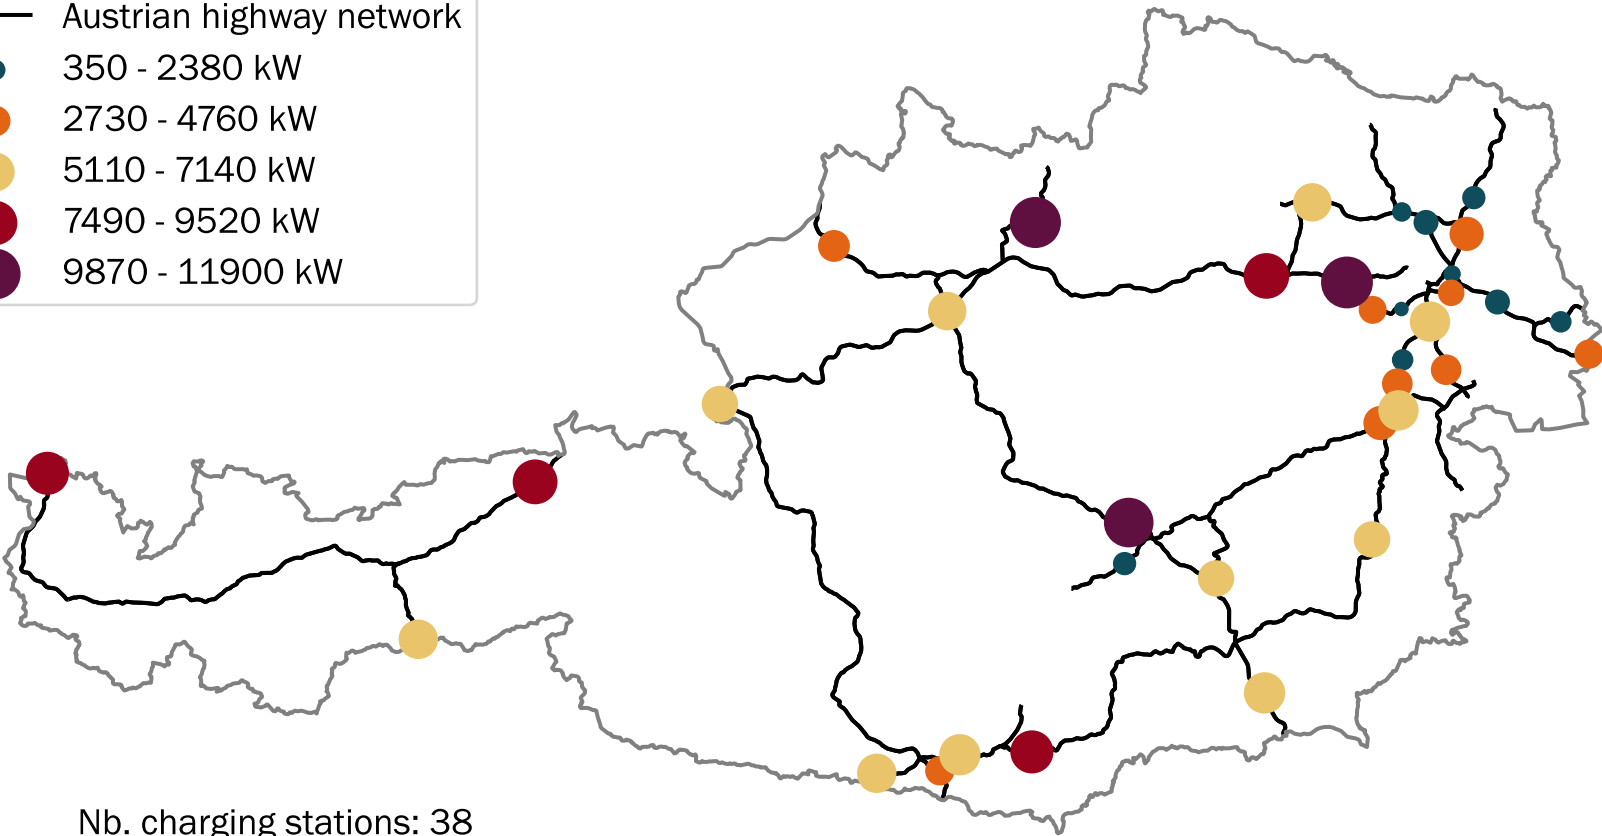 Austrian highway network
350 - 2380 kW
2730 - 4760 kW
5110 - 7140 kW
7490 - 9520 kW
9870 - 11900 kW
Nb. charging stations: 38